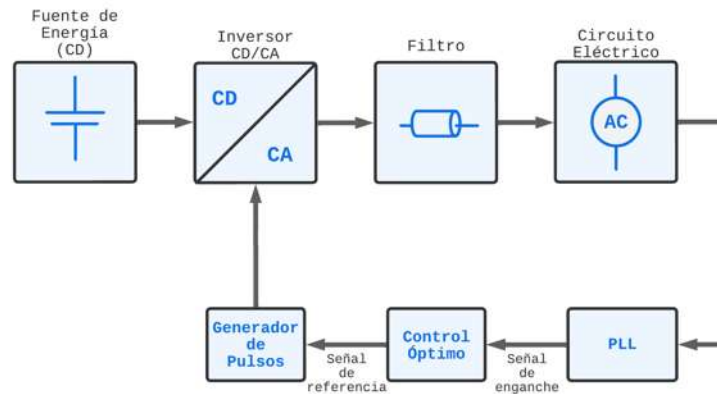 Fuente de
Energía
(CD)
Inversor
CD/CA
Filtro
Circuito
Eléctrico
CD
CA
AC
Generador
de
Pulsos
Señal
de
referencia
Control
Óptimo
Señal
de
enganche
PLL